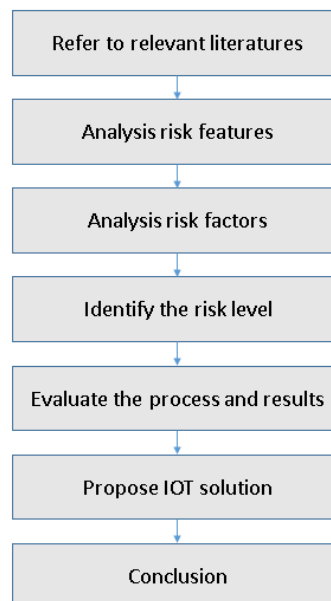 Refer to relevant literatures
Analysis risk features
Analysis risk factors
Identify the risk level
Evaluate the process and results
Propose IOT solution
Conclusion